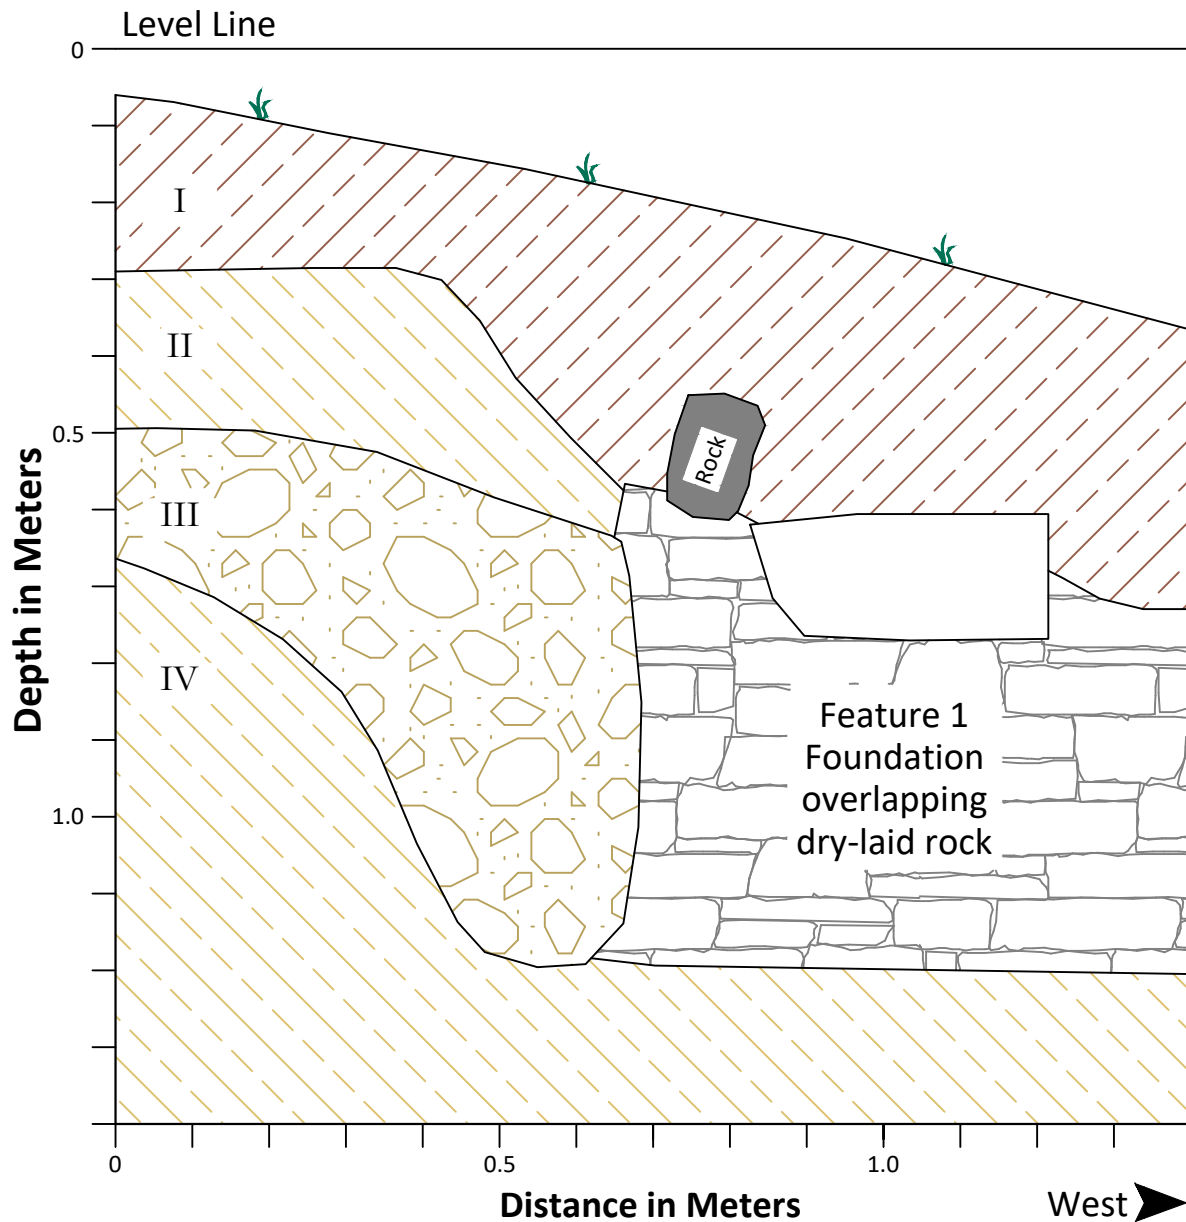 Level Line
0
I
II
0.5
Rock
III
Depth in Meters
IV
Feature 1
Foundation
overlapping
dry-laid rock
1.0
0
0.5
1.0
Distance in Meters
West